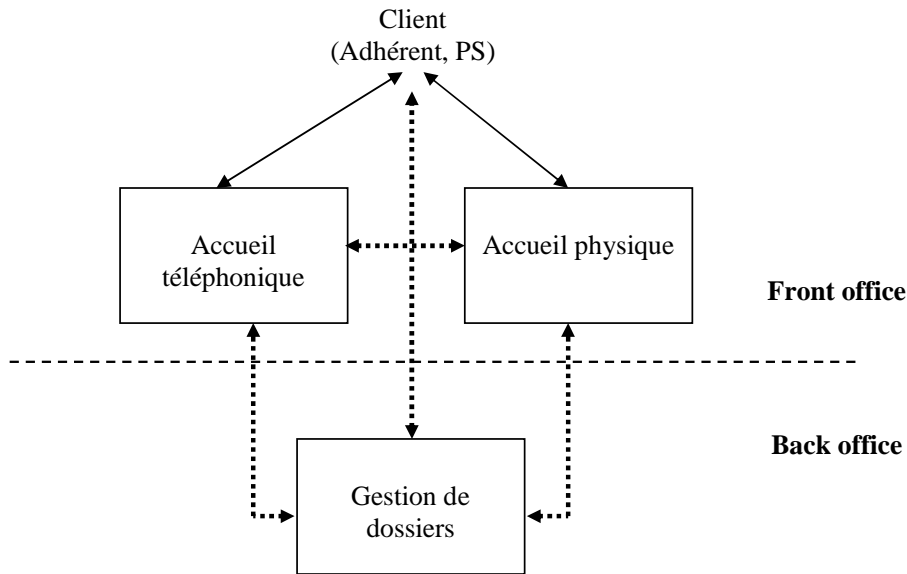 Client
(Adhérent, PS)
Accueil
téléphonique
Accueil physique
Front office
Back office
Gestion de
dossiers